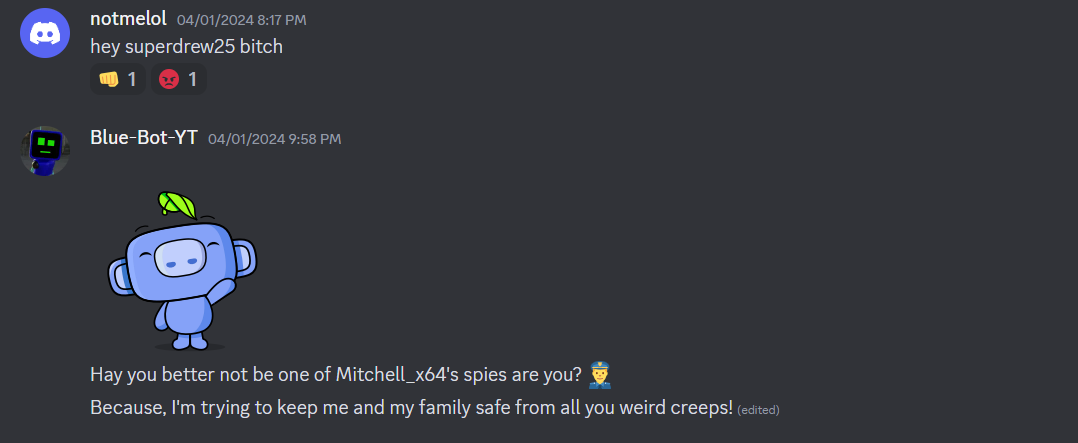 notmelol 04/01/2024 8:17 PM
hey superdrew25 bitch
1 1
Blue-Bot-YT 04/01/2024 9:58 PM
Hay you better not be one of Mitchell_x64's spies are you?
Because, I'm trying to keep me and my family safe from all you weird creeps! (edited)